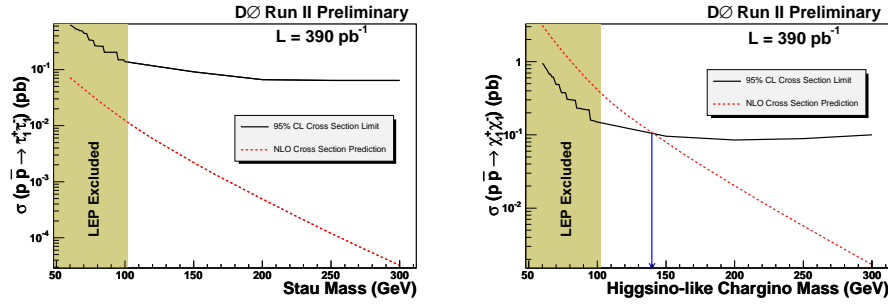 DØ Run II Preliminary
L = 390 pb⁻¹
σ (p p̅ → τ̃₁⁺τ̃₁⁻) (pb)
10⁻¹
10⁻²
10⁻³
10⁻⁴
95% CL Cross Section Limit
NLO Cross Section Prediction
LEP Excluded
50 100 150 200 250 300
Stau Mass (GeV)
DØ Run II Preliminary
L = 390 pb⁻¹
σ (p p̅ → χ̃₁⁺χ̃₁⁻) (pb)
1
10⁻¹
10⁻²
95% CL Cross Section Limit
NLO Cross Section Prediction
LEP Excluded
50 100 150 200 250 300
Higgsino-like Chargino Mass (GeV)